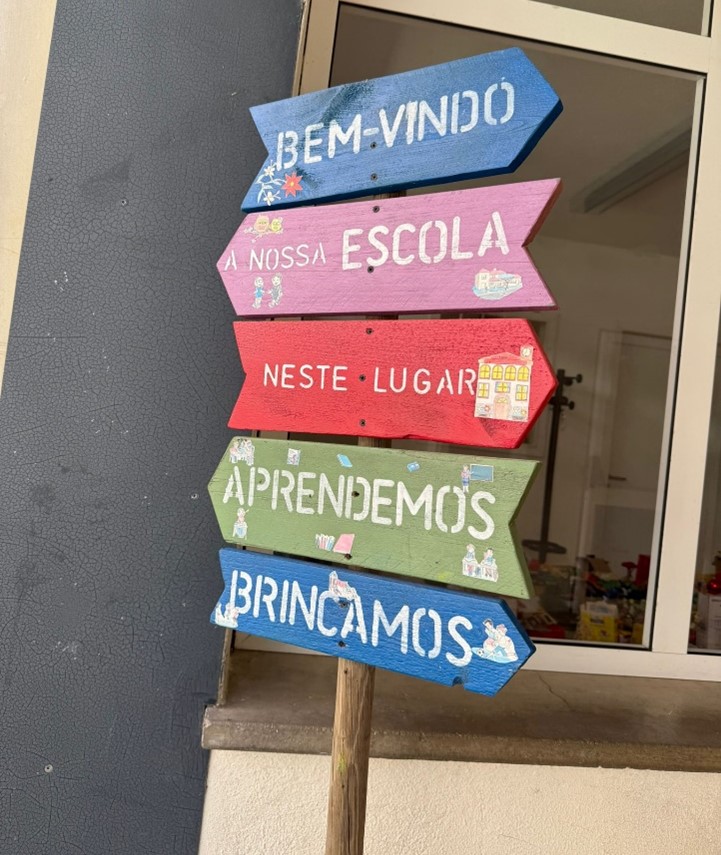 BEM-VINDO
A NOSSA ESCOLA
NESTE LUGAR
APRENDEMOS
BRINCAMOS